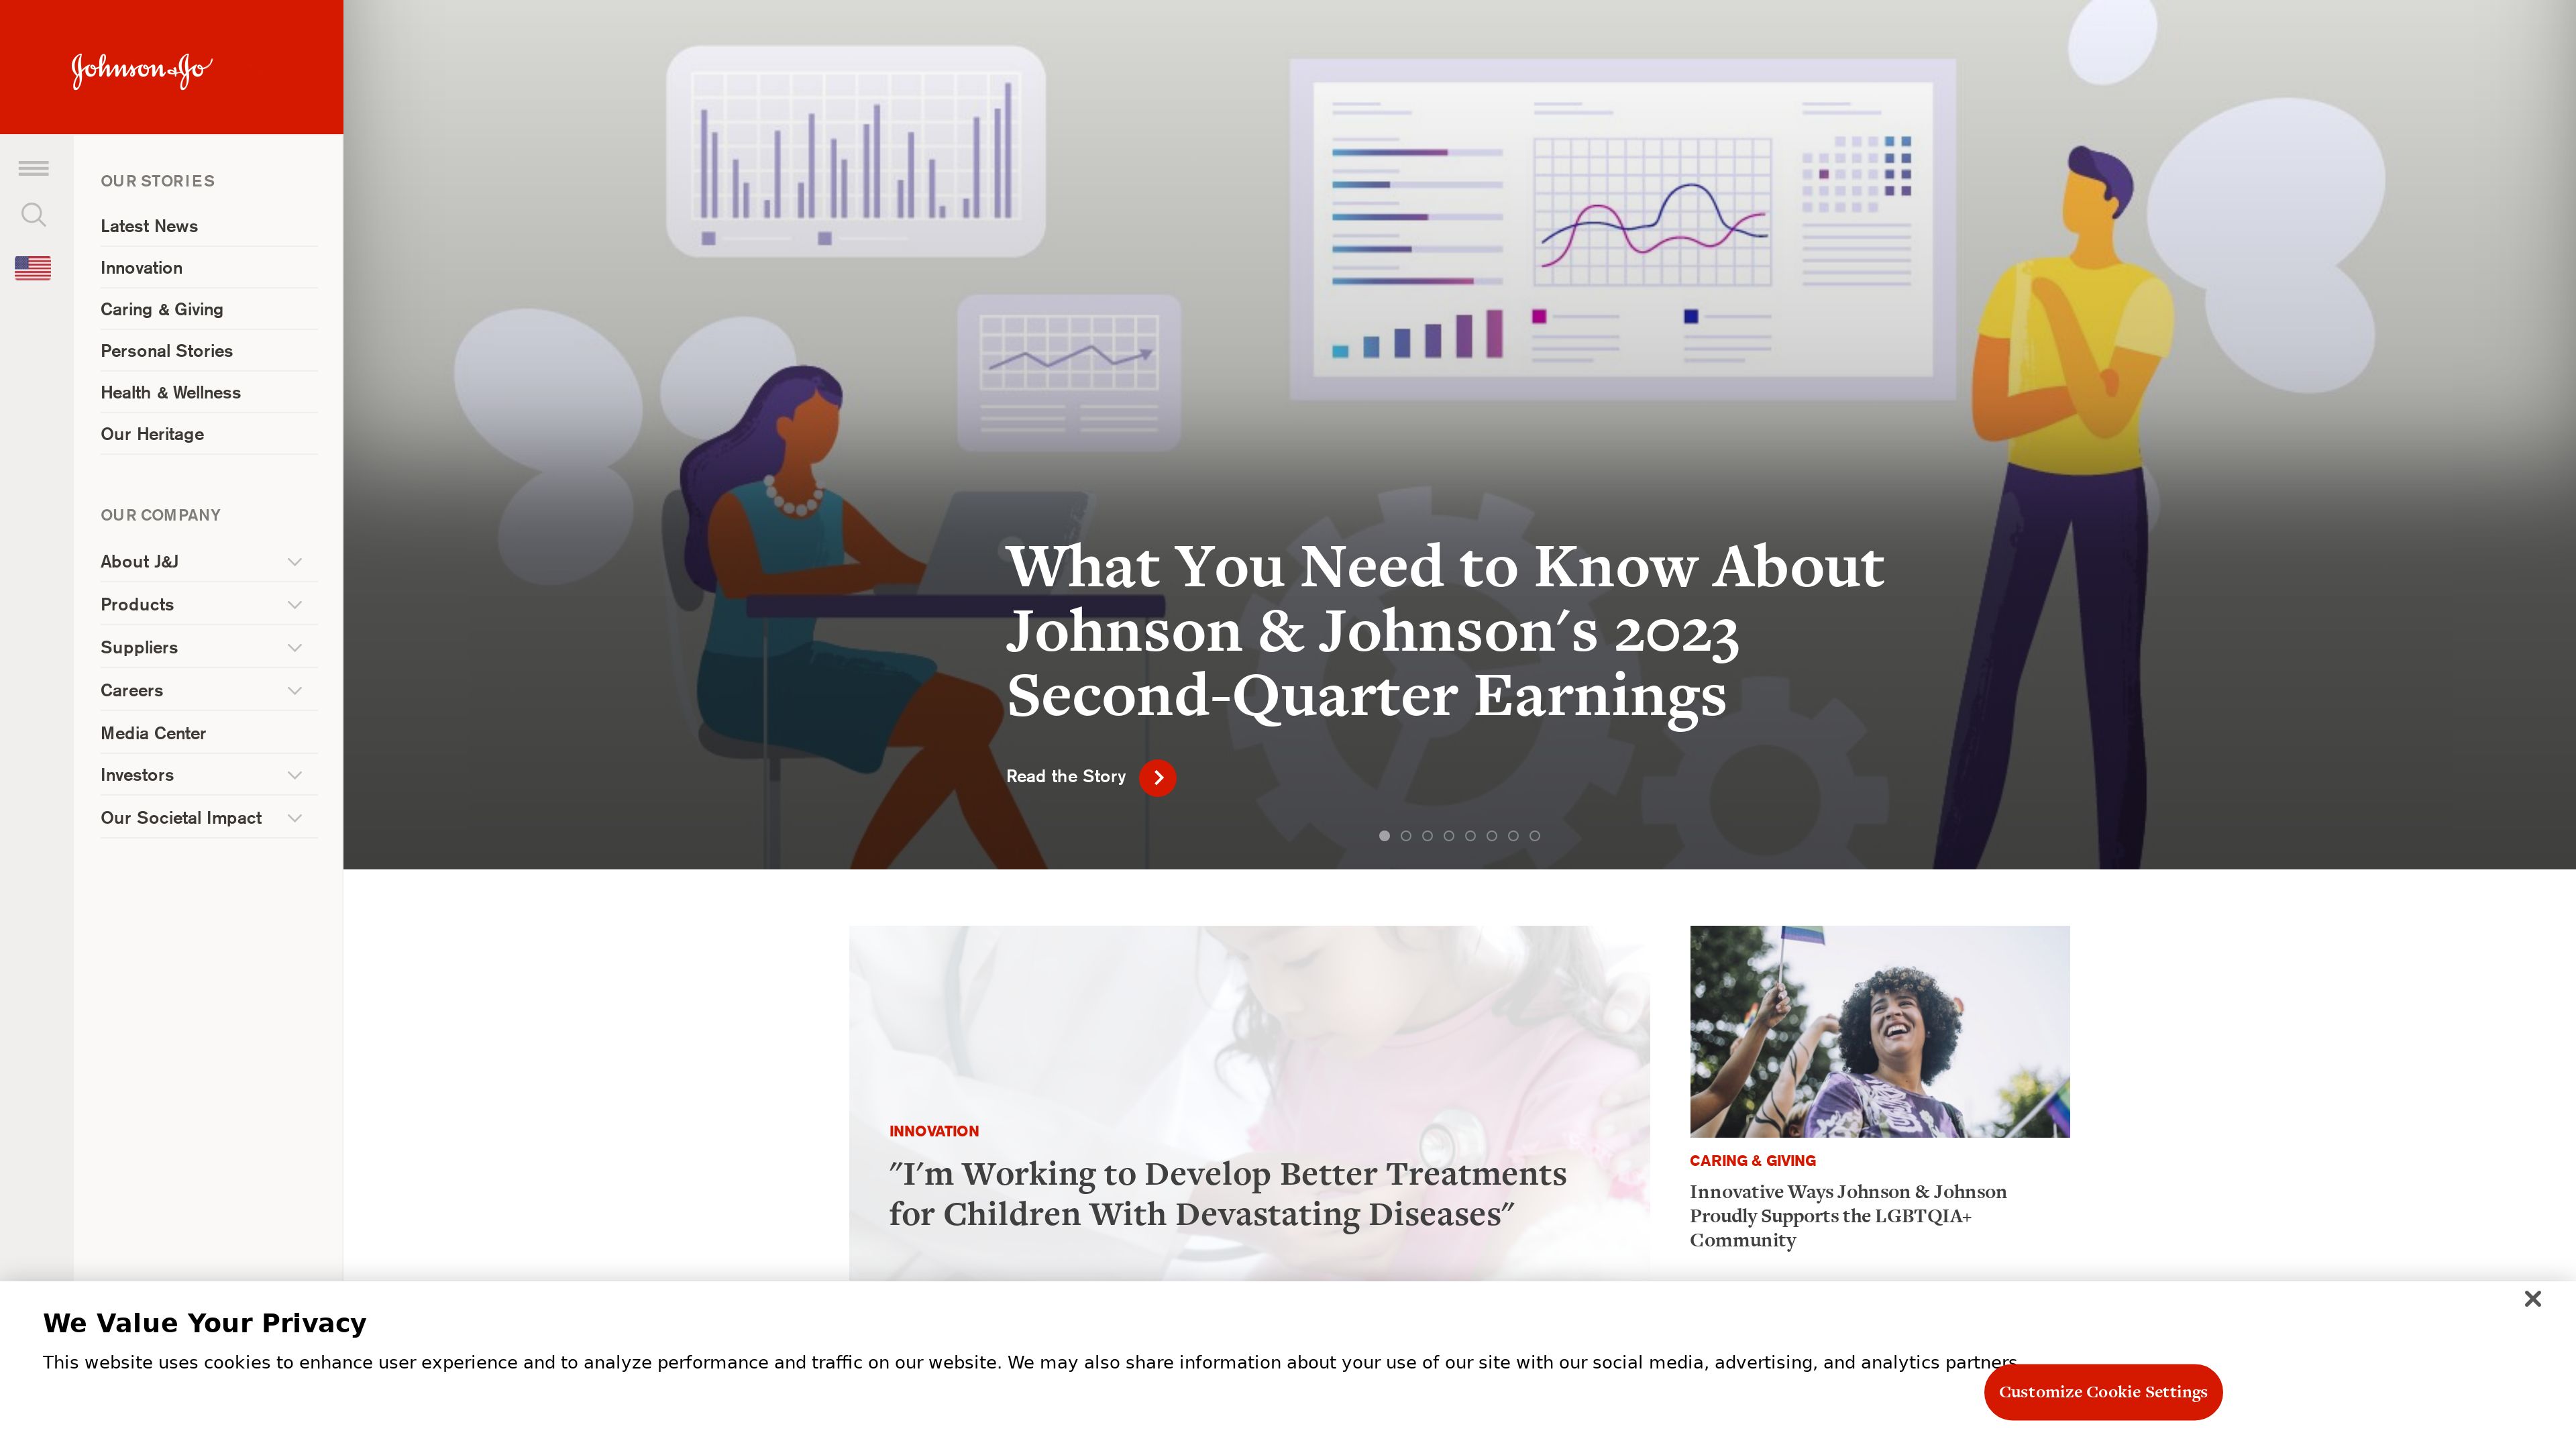 Johnson & Jo
OUR STORIES
Latest News
Innovation
Caring & Giving
Personal Stories
Health & Wellness
Our Heritage
OUR COMPANY
About J&J
Products
Suppliers
Careers
Media Center
Investors
Our Societal Impact
What You Need to Know About
Johnson & Johnson's 2023
Second-Quarter Earnings
Read the Story
INNOVATION
"I'm Working to Develop Better Treatments
for Children With Devastating Diseases"
CARING & GIVING
Innovative Ways Johnson & Johnson
Proudly Supports the LGBTQIA+
Community
We Value Your Privacy
This website uses cookies to enhance user experience and to analyze performance and traffic on our website. We may also share information about your use of our site with our social media, advertising, and analytics partners
Customize Cookie Settings